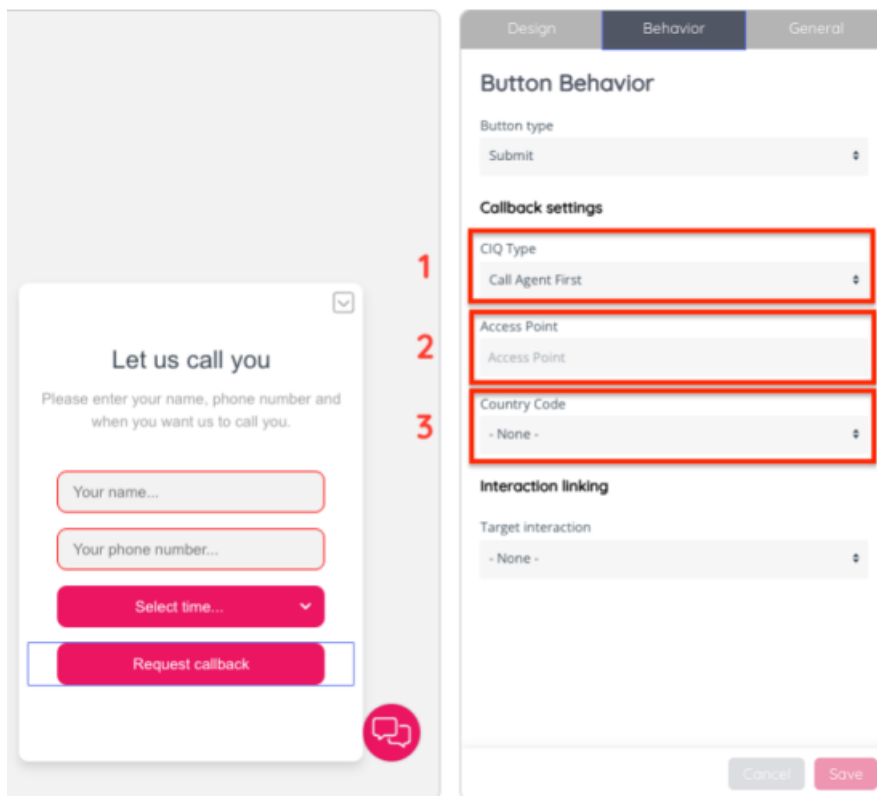 Let us call you
Please enter your name, phone number and
when you want us to call you.
Your name...
Your phone number...
Select time...
Request callback
Design
Behavior
General
Button Behavior
Button type
Submit
Callback settings
1
CIQ Type
Call Agent First
2
Access Point
Access Point
3
Country Code
- None -
Interaction linking
Target interaction
- None -
Cancel
Save